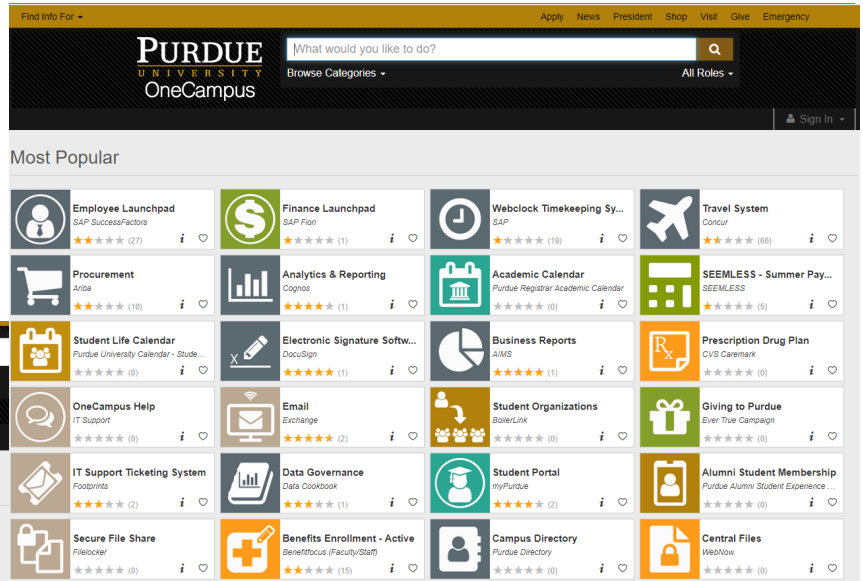 Find Info For
Apply News President Shop Visit Give Emergency
PURDUE
UNIVERSITY
OneCampus
What would you like to do?
Browse Categories
All Roles
Sign In
Most Popular
Employee Launchpad
SAP SuccessFactors
(27)
Finance Launchpad
SAP Fiori
(1)
Webclock Timekeeping Sy...
SAP
(19)
Travel System
Concur
(66)
Procurement
Ariba
(10)
Analytics & Reporting
Cognos
(1)
Academic Calendar
Purdue Registrar Academic Calendar
(0)
SEEMLESS - Summer Pay...
SEEMLESS
(5)
Student Life Calendar
Purdue University Calendar - Stude...
(0)
Electronic Signature Softw...
DocuSign
(1)
X
Business Reports
AIMS
(1)
Rx
Prescription Drug Plan
CVS Caremark
(0)
OneCampus Help
IT Support
(0)
Email
Exchange
(2)
Student Organizations
BoilerLink
(0)
Giving to Purdue
Ever True Campaign
(0)
IT Support Ticketing System
Footprints
(2)
Data Governance
Data Cookbook
(1)
Student Portal
myPurdue
(2)
Alumni Student Membership
Purdue Alumni Student Experience ...
(0)
Secure File Share
Filelocker
(0)
Benefits Enrollment - Active
Benefitfocus (Faculty/Staff)
(15)
Campus Directory
Purdue Directory
(0)
Central Files
WebNow
(0)